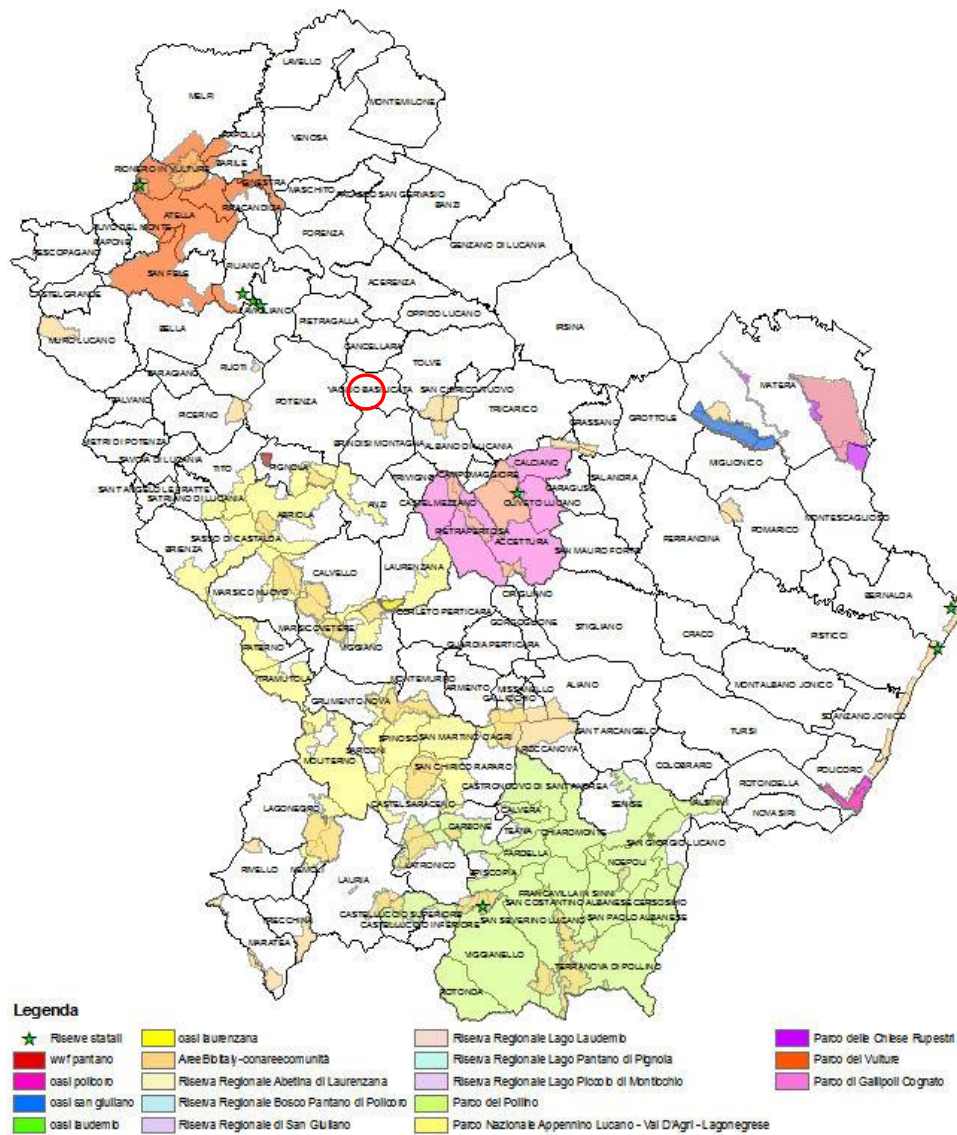 LAVELLO
MELFI
MONTEMILONE
RAPOLLA
VENOSA
BARILE
RIONERO IN VULTURE
GINESTRA
MASCHITO
PALAZZO SAN GERVASIO
BANZI
RIPACANDIDA
ATELLA
FORENZA
GENZANO DI LUCANIA
RUVO DEL MONTE
RAPONE
PESCOPAGANO
SAN FELE
FILIANO
ACERENZA
CASTELGRANDE
AVIGLIANO
OPPIDO LUCANO
PIETRAGALLA
IRSINA
BELLA
MURO LUCANO
CANCELLARA
TOLVE
BARAGIANO
RUOTI
VAGLIO BASILICATA
SAN CHIRICO NUOVO
MATERA
BALVANO
PICERNO
POTENZA
TRICARICO
GRASSANO
GROTTOLE
VIETRI DI POTENZA
BRINDISI MONTAGNA
ALBANO DI LUCANIA
SAVOIA DI LUCANIA
TITO
PIGNOLA
CALCIANO
MIGLIONICO
TRIVIGNO
CAMPOMAGGIORE
GARAGUSO
SALANDRA
SANT'ANGELO LE FRATTE
SATRIANO DI LUCANIA
ANZI
CASTELMEZZANO
OLIVETO LUCANO
ABRIOLA
PIETRAPERTOSA
POMARICO
MONTESCAGLIOSO
SASSO DI CASTALDA
ACCETTURA
FERRANDINA
BRIENZA
SAN MAURO FORTE
CALVELLO
LAURENZANA
BERNALDA
MARSICO NUOVO
CIRIGLIANO
CORLETO PERTICARA
GORGOGLIONE
MARSICOVETERE
STIGLIANO
CRACO
PISTICCI
PATERNO
VIGGIANO
GUARDIA PERTICARA
TRAMUTOLA
MONTEMURRO
ARMENTO
MISSANELLO
ALIANO
MONTALBANO JONICO
GRUMENTO NOVA
GALLICCHIO
SCANZANO JONICO
SPINOSO
SAN MARTINO D'AGRI
SANT'ARCANGELO
TURSI
SARCONI
ROCCANOVA
MOLITERNO
SAN CHIRICO RAPARO
COLOBRARO
POLICORO
CASTRONUOVO DI SANT'ANDREA
ROTONDELLA
LAGONEGRO
CASTELSARACENO
CALVERA
SENISE
VALSINNI
NOVA SIRI
CARBONE
TEANA
CHIAROMONTE
SAN GIORGIO LUCANO
FARDELLA
NOEPOLI
RIVELLO
NEMOLI
LATRONICO
EPISCOPIA
LAURIA
FRANCAVILLA IN SINNI
SAN COSTANTINO ALBANESE
CERSOSIMO
TRECCHINA
CASTELLUCCIO SUPERIORE
SAN SEVERINO LUCANO
SAN PAOLO ALBANESE
CASTELLUCCIO INFERIORE
MARATEA
VIGGIANELLO
TERRANOVA DI POLLINO
ROTONDA
Legenda
Riserve statali
wwf pantano
oasi policoro
oasi san giuliano
oasi laudemio
oasi laurenzana
AreeBioItaly-conareecomunità
Riserva Regionale Abetina di Laurenzana
Riserva Regionale Bosco Pantano di Policoro
Riserva Regionale di San Giuliano
Riserva Regionale Lago Laudemio
Riserva Regionale Lago Pantano di Pignola
Riserva Regionale Lago Piccolo di Monticchio
Parco del Pollino
Parco Nazionale Appennino Lucano - Val D'Agri - Lagonegrese
Parco delle Chiese Rupestri
Parco del Vulture
Parco di Gallipoli Cognato